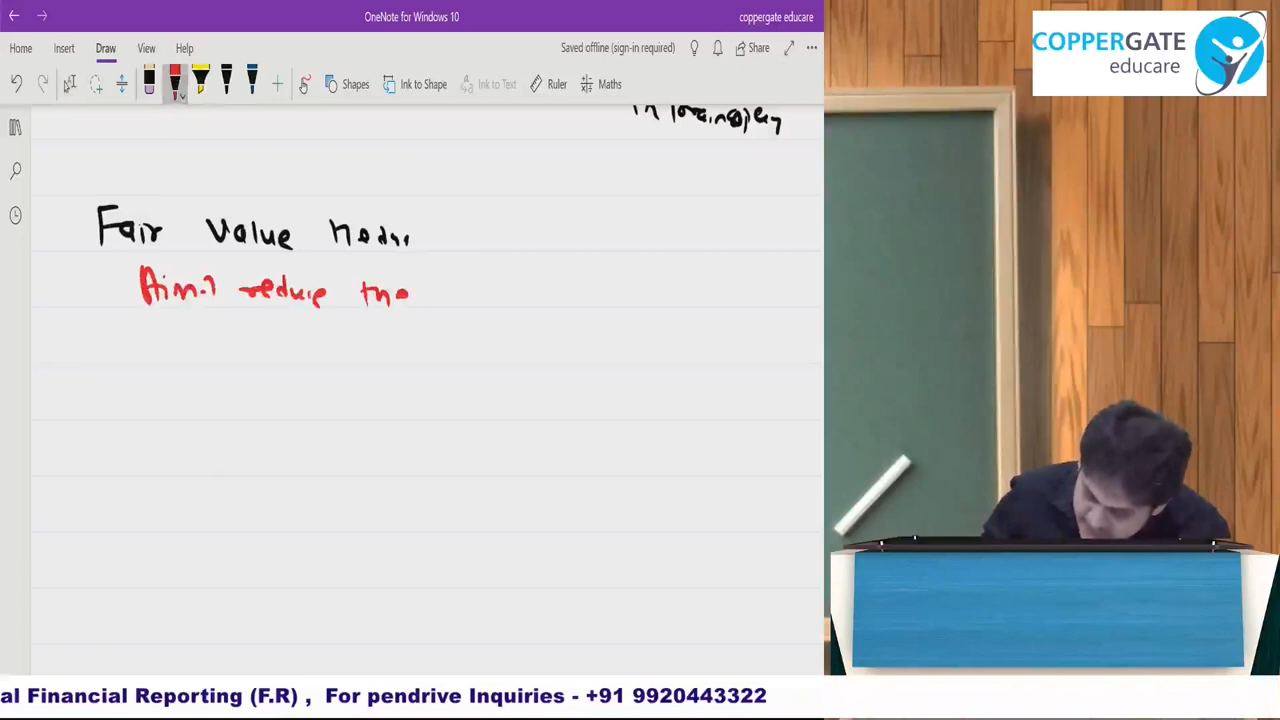 OneNote for Windows 10
coppergate educare
Home Insert Draw View Help
Saved offline (sign-in required) Share
Shapes Ink to Shape Ink to Text Ruler Maths
COPPERGATE
educare
in
Fair Value
Aim reduce the
al Financial Reporting (F.R) , For pendrive Inquiries - +91 9920443322